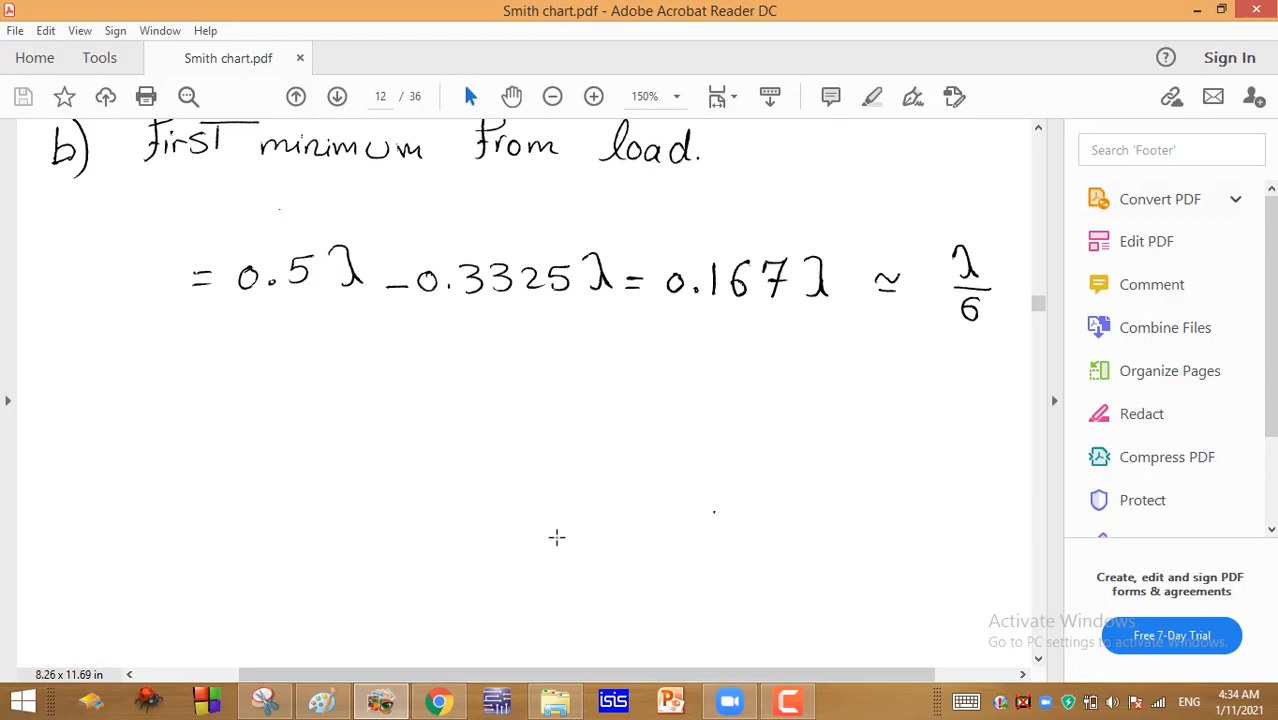 Smith chart.pdf - Adobe Acrobat Reader DC
File Edit View Sign Window Help
Home Tools Smith chart.pdf × ? Sign In
12 / 36 150%
b) First minimum from load.
= 0.5λ - 0.3325λ = 0.167λ ≃ λ/6
Search 'Footer'
Convert PDF
Edit PDF
Comment
Combine Files
Organize Pages
Redact
Compress PDF
Protect
Create, edit and sign PDF
forms & agreements
Free 7-Day Trial
Activate Windows
Go to PC settings to activate Windows.
8.26 x 11.69 in
isis
ENG
4:34 AM
1/11/2021